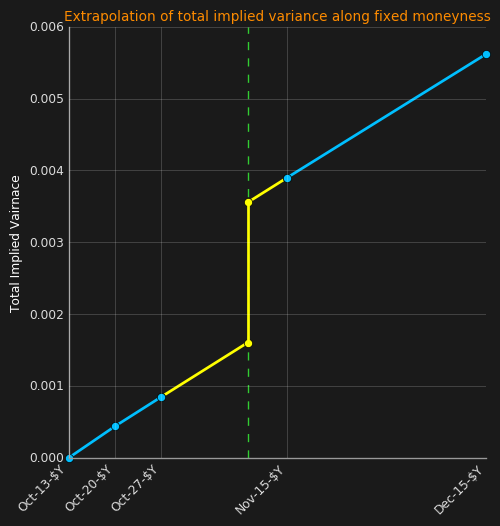 Extrapolation of total implied variance along fixed moneyness
Total Implied Vairnace
0.006
0.005
0.004
0.003
0.002
0.001
0.000
Oct-13-$Y
Oct-20-$Y
Oct-27-$Y
Nov-15-$Y
Dec-15-$Y